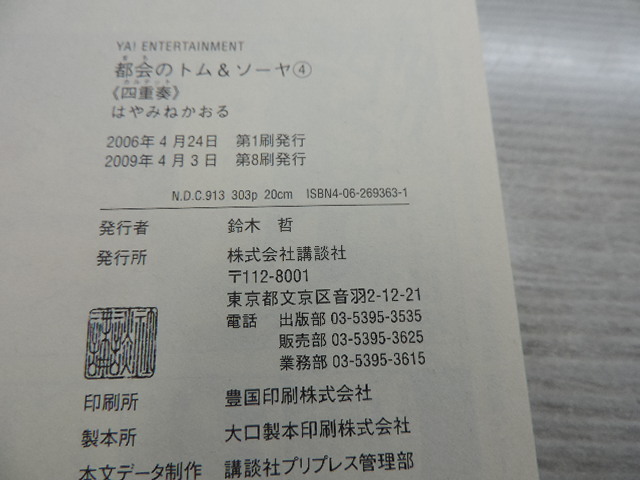 YA! ENTERTAINMENT
まち
都会のトム&ソーヤ④
カルテット
《四重奏》
はやみねかおる
2006年4月24日 第1刷発行
2009年4月3日 第8刷発行
N.D.C.913 303p 20cm ISBN4-06-269363-1
発行者 鈴木 哲
発行所 株式会社講談社
〒112-8001
東京都文京区音羽2-12-21
電話 出版部 03-5395-3535
販売部 03-5395-3625
業務部 03-5395-3615
印刷所 豊国印刷株式会社
製本所 大口製本印刷株式会社
本文データ制作 講談社プリプレス管理部